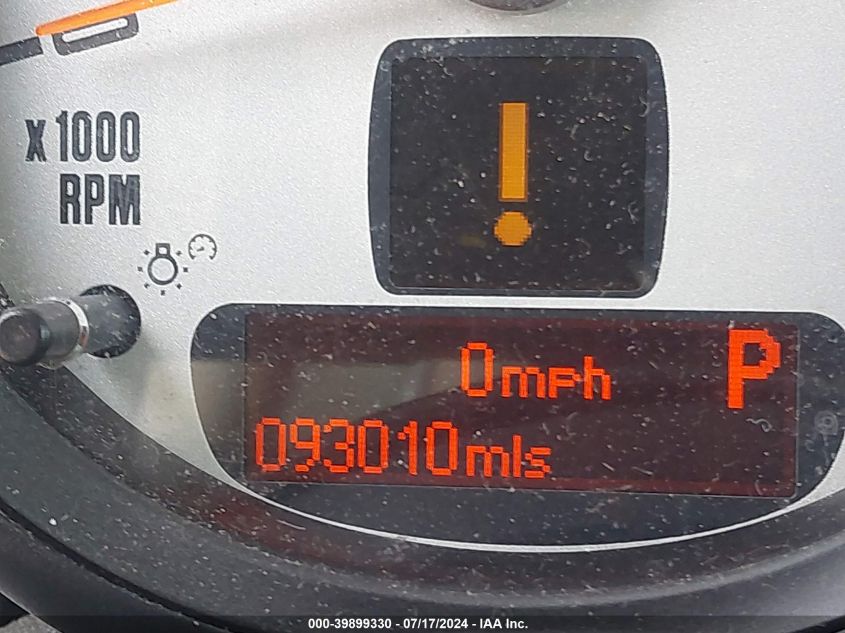 x1000
RPM
!
0mph P
093010mls
000-39899330 - 07/17/2024 - IAA Inc.